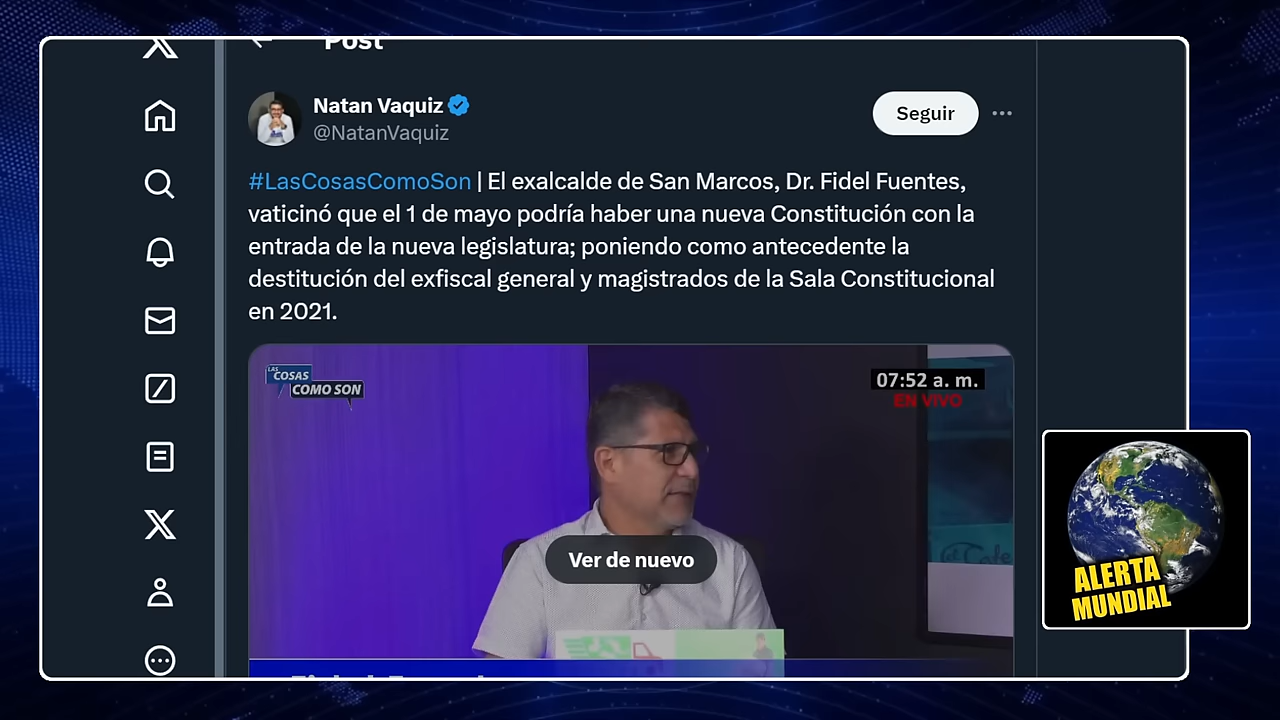 Post
Natan Vaquiz
@NatanVaquiz
Seguir
#LasCosasComoSon | El exalcalde de San Marcos, Dr. Fidel Fuentes,
vaticinó que el 1 de mayo podría haber una nueva Constitución con la
entrada de la nueva legislatura; poniendo como antecedente la
destitución del exfiscal general y magistrados de la Sala Constitucional
en 2021.
LAS
COSAS
COMO SON
07:52 a. m.
EN VIVO
Ver de nuevo
ALERTA
MUNDIAL